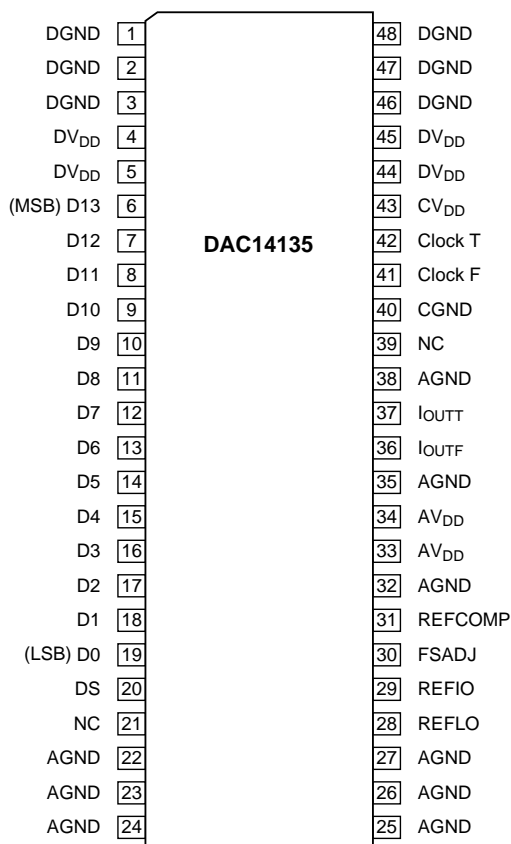 DGND 1 48 DGND
DGND 2 47 DGND
DGND 3 46 DGND
DVDD 4 45 DVDD
DVDD 5 44 DVDD
(MSB) D13 6 43 CVDD
D12 7 DAC14135 42 Clock T
D11 8 41 Clock F
D10 9 40 CGND
D9 10 39 NC
D8 11 38 AGND
D7 12 37 IOUTT
D6 13 36 IOUTF
D5 14 35 AGND
D4 15 34 AVDD
D3 16 33 AVDD
D2 17 32 AGND
D1 18 31 REFCOMP
(LSB) D0 19 30 FSADJ
DS 20 29 REFIO
NC 21 28 REFLO
AGND 22 27 AGND
AGND 23 26 AGND
AGND 24 25 AGND